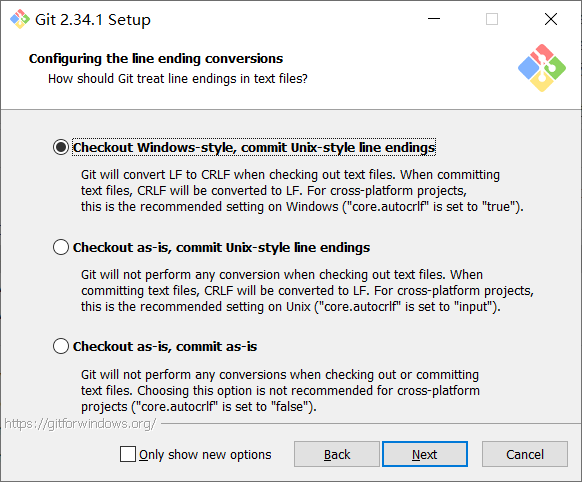 Git 2.34.1 Setup
Configuring the line ending conversions
How should Git treat line endings in text files?
Checkout Windows-style, commit Unix-style line endings
Git will convert LF to CRLF when checking out text files. When committing
text files, CRLF will be converted to LF. For cross-platform projects,
this is the recommended setting on Windows ("core.autocrlf" is set to "true").
Checkout as-is, commit Unix-style line endings
Git will not perform any conversion when checking out text files. When
committing text files, CRLF will be converted to LF. For cross-platform projects,
this is the recommended setting on Unix ("core.autocrlf" is set to "input").
Checkout as-is, commit as-is
Git will not perform any conversions when checking out or committing
text files. Choosing this option is not recommended for cross-platform
projects ("core.autocrlf" is set to "false").
https://gitforwindows.org/
Only show new options
Back
Next
Cancel